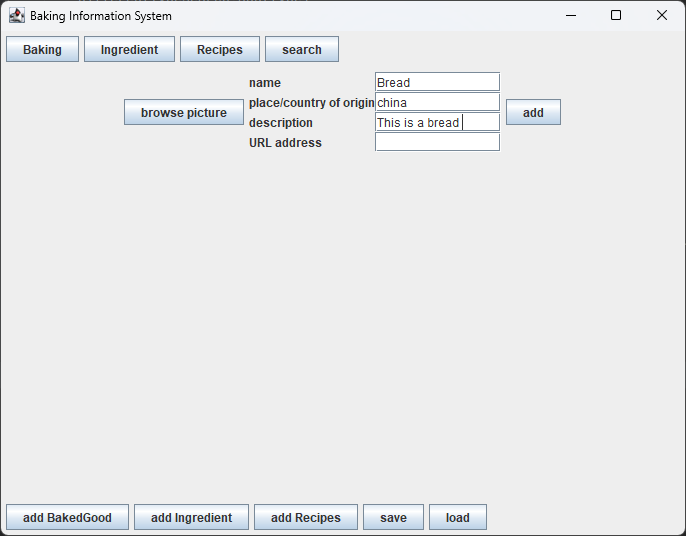 Baking Information System
Baking Ingredient Recipes search
name Bread
place/country of origin china
browse picture add
description This is a bread
URL address
add BakedGood add Ingredient add Recipes save load